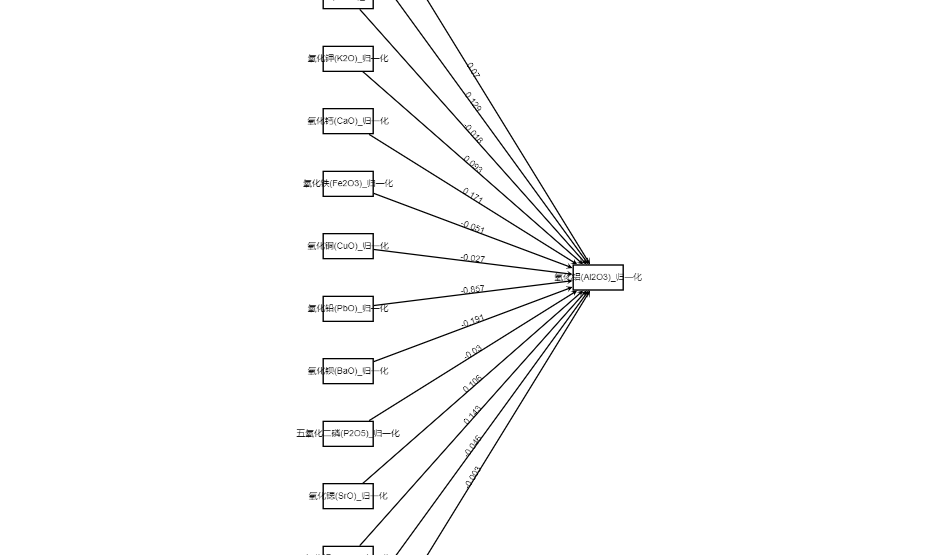 氧化钾(K2O)_归一化
氧化钙(CaO)_归一化
氧化铁(Fe2O3)_归一化
氧化铜(CuO)_归一化
氧化铅(PbO)_归一化
氧化钡(BaO)_归一化
五氧化二磷(P2O5)_归一化
氧化锶(SrO)_归一化
0.07
0.129
-0.018
0.093
0.171
-0.051
-0.027
-0.857
-0.191
-0.03
0.106
0.143
-0.046
-0.003
氧化铝(Al2O3)_归一化